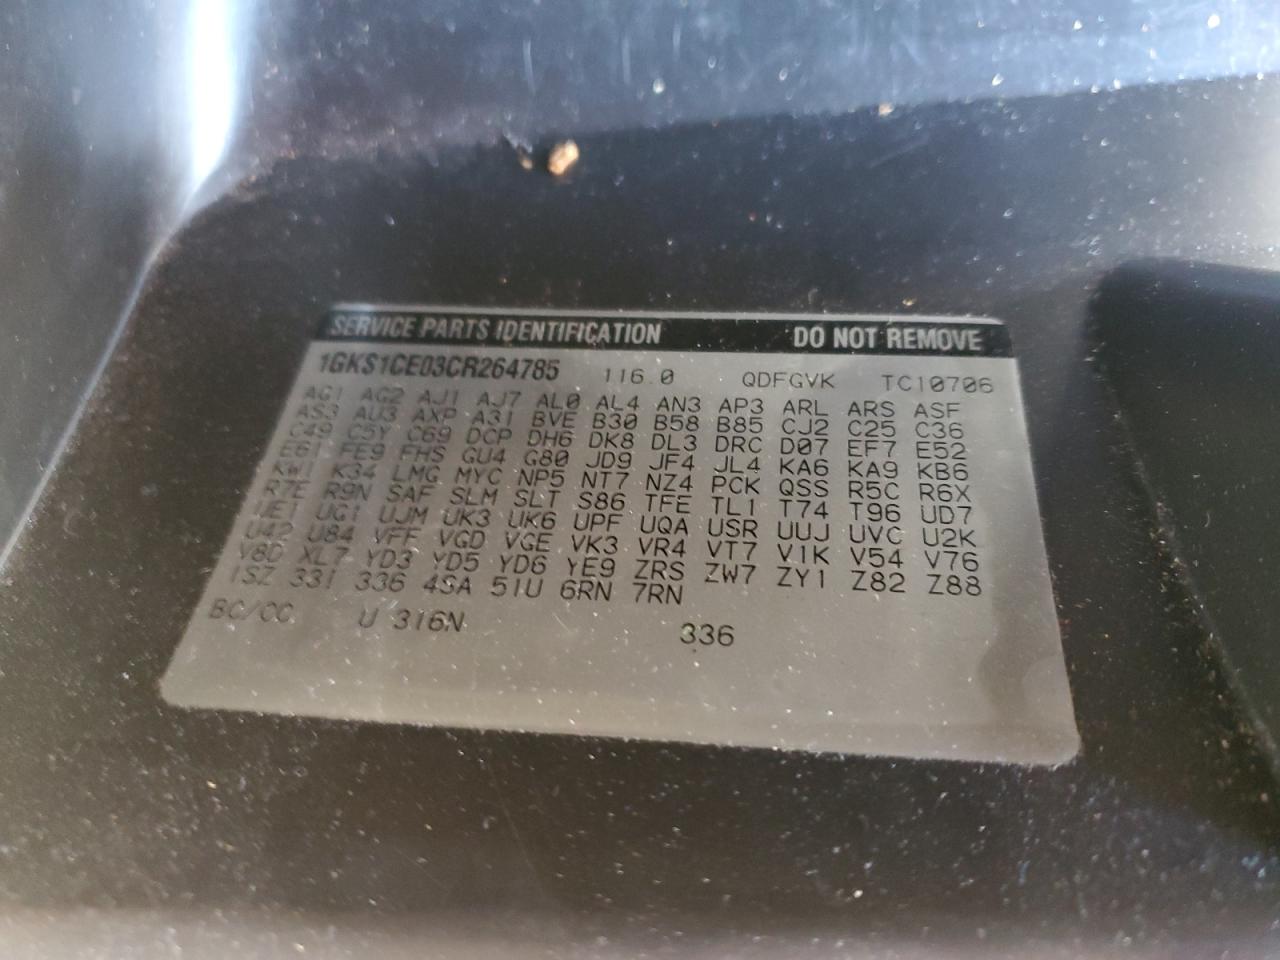 SERVICE PARTS IDENTIFICATION DO NOT REMOVE
1GKS1CE03CR264785 116.0 QDFGVK TC10706
AG1 AG2 AJ1 AJ7 AL0 AL4 AN3 AP3 ARL ARS ASF
AS3 AU3 AXP A31 BVE B30 B58 B85 CJ2 C25 C36
C49 C5Y C69 DCP DH6 DK8 DL3 DRC D07 EF7 E52
E61 FE9 FHS GU4 G80 JD9 JF4 JL4 KA6 KA9 KB6
KW1 K34 LMG MYC NP5 NT7 NZ4 PCK QSS R5C R6X
R7E R9N SAF SLM SLT S86 TFE TL1 T74 T96 UD7
UE1 UG1 UJM UK3 UK6 UPF UQA USR UUJ UVC U2K
U42 U84 VFF VGD VGE VK3 VR4 VT7 V1K V54 V76
V8D XL7 YD3 YD5 YD6 YE9 ZRS ZW7 ZY1 Z82 Z88
1SZ 331 336 4SA 51U 6RN 7RN
BC/CC U 316N 336